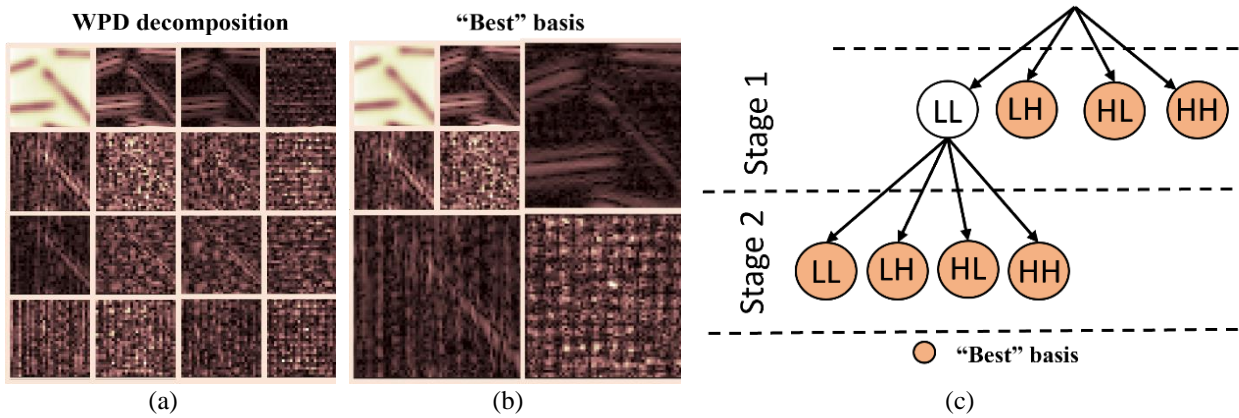 WPD decomposition
“Best” basis
Stage 1
LL
LH
HL
HH
Stage 2
LL
LH
HL
HH
“Best” basis
(a)
(b)
(c)